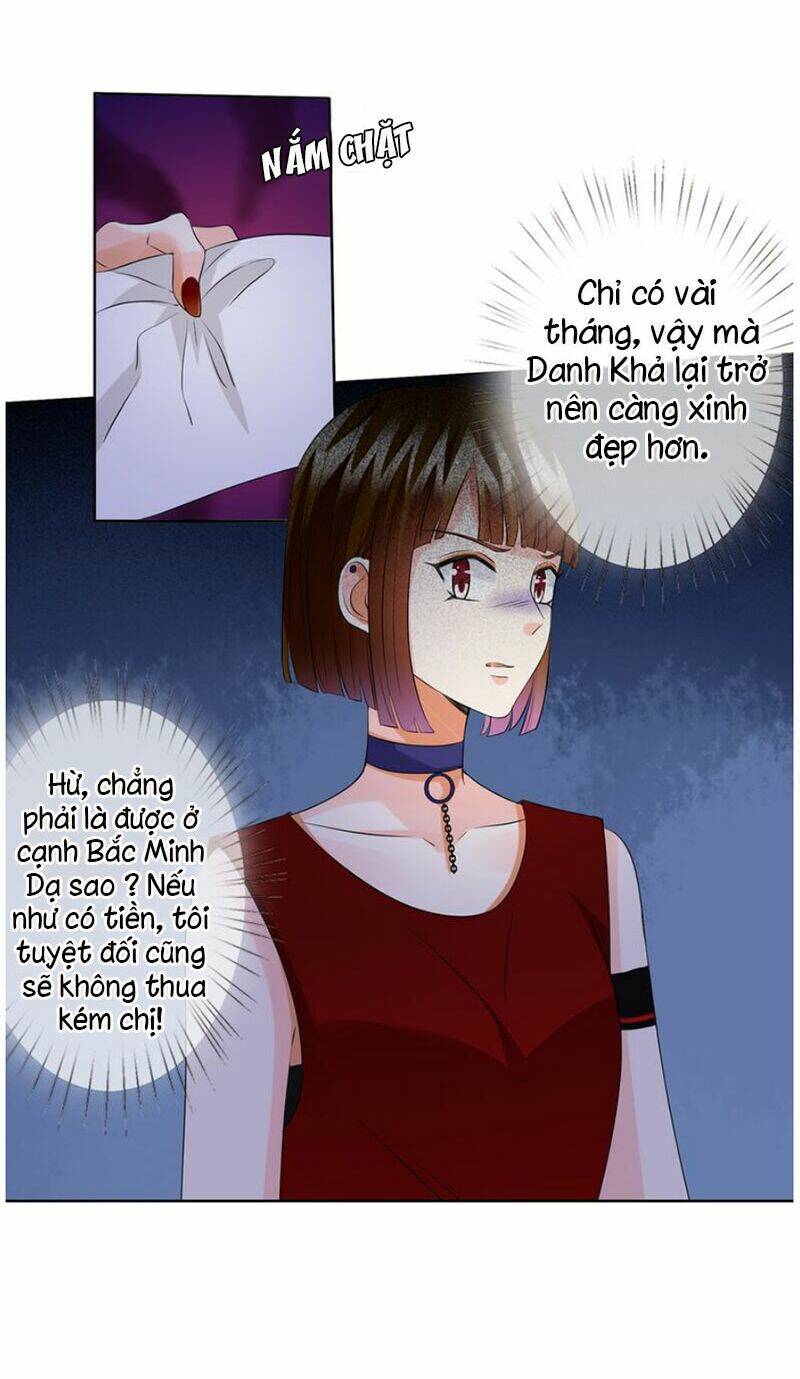 NẮM CHẶT
Chỉ có vài
tháng, vậy mà
Danh Khả lại trở
nên càng xinh
đẹp hơn.
Hừ, chẳng
phải là được ở
cạnh Bắc Minh
Dạ sao ? Nếu
như có tiền, tôi
tuyệt đối cũng
sẽ không thua
kém chị!